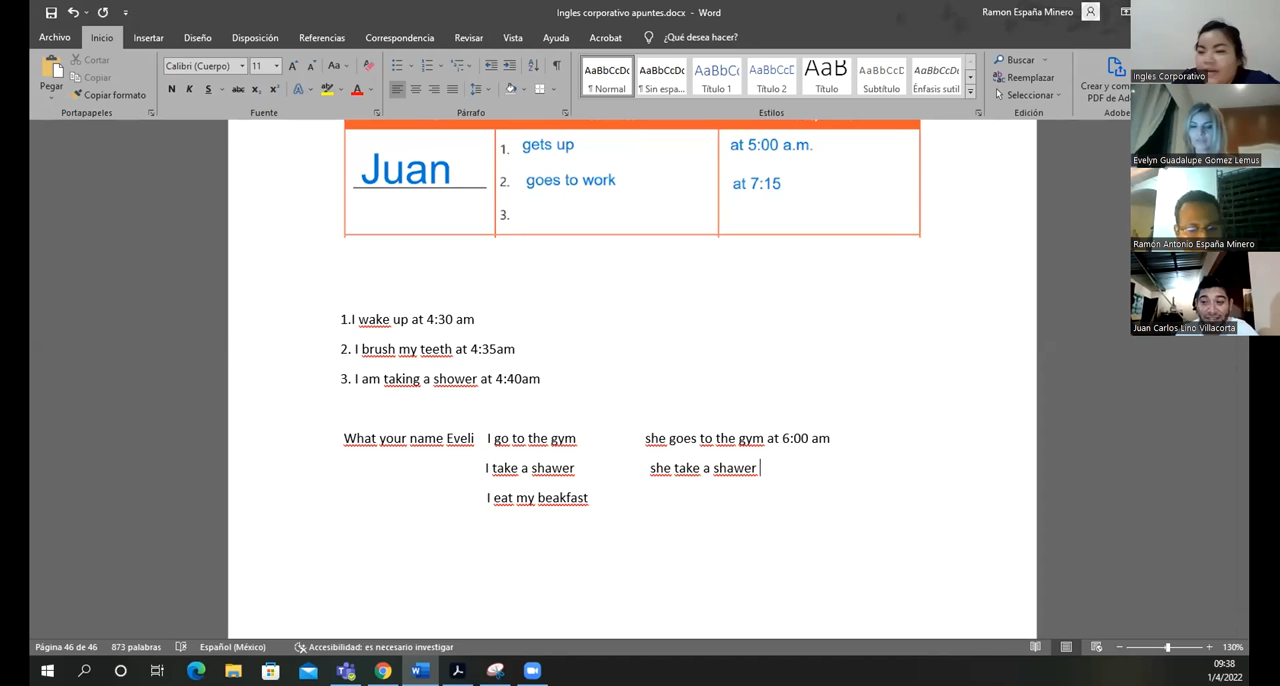 Ingles corporativo apuntes.docx - Word
Ramon España Minero
Archivo Inicio Insertar Diseño Disposición Referencias Correspondencia Revisar Vista Ayuda Acrobat ¿Qué desea hacer?
Pegar
Cortar
Copiar
Copiar formato
Portapapeles
Calibri (Cuerpo) 11
N K S abc x₂ x²
Fuente
Párrafo
AaBbCcDc ¶ Normal
AaBbCcDc ¶ Sin espa...
AaBbCc Título 1
AaBbCcD Título 2
AaB Título
AaBbCcD Subtítulo
AaBbCcDc Énfasis sutil
Estilos
Buscar
Reemplazar
Seleccionar
Edición
Crear y com
PDF de Ad
Adobe
Ingles Corporativo
Evelyn Guadalupe Gomez Lemus
Ramón Antonio España Minero
Juan Carlos Lino Villacorta
Juan
1. gets up at 5:00 a.m.
2. goes to work at 7:15
3.
1.I wake up at 4:30 am
2. I brush my teeth at 4:35am
3. I am taking a shower at 4:40am
What your name Eveli I go to the gym she goes to the gym at 6:00 am
I take a shawer she take a shawer
I eat my beakfast
Página 46 de 46 873 palabras Español (México) Accesibilidad: es necesario investigar 130%
09:38
1/4/2022